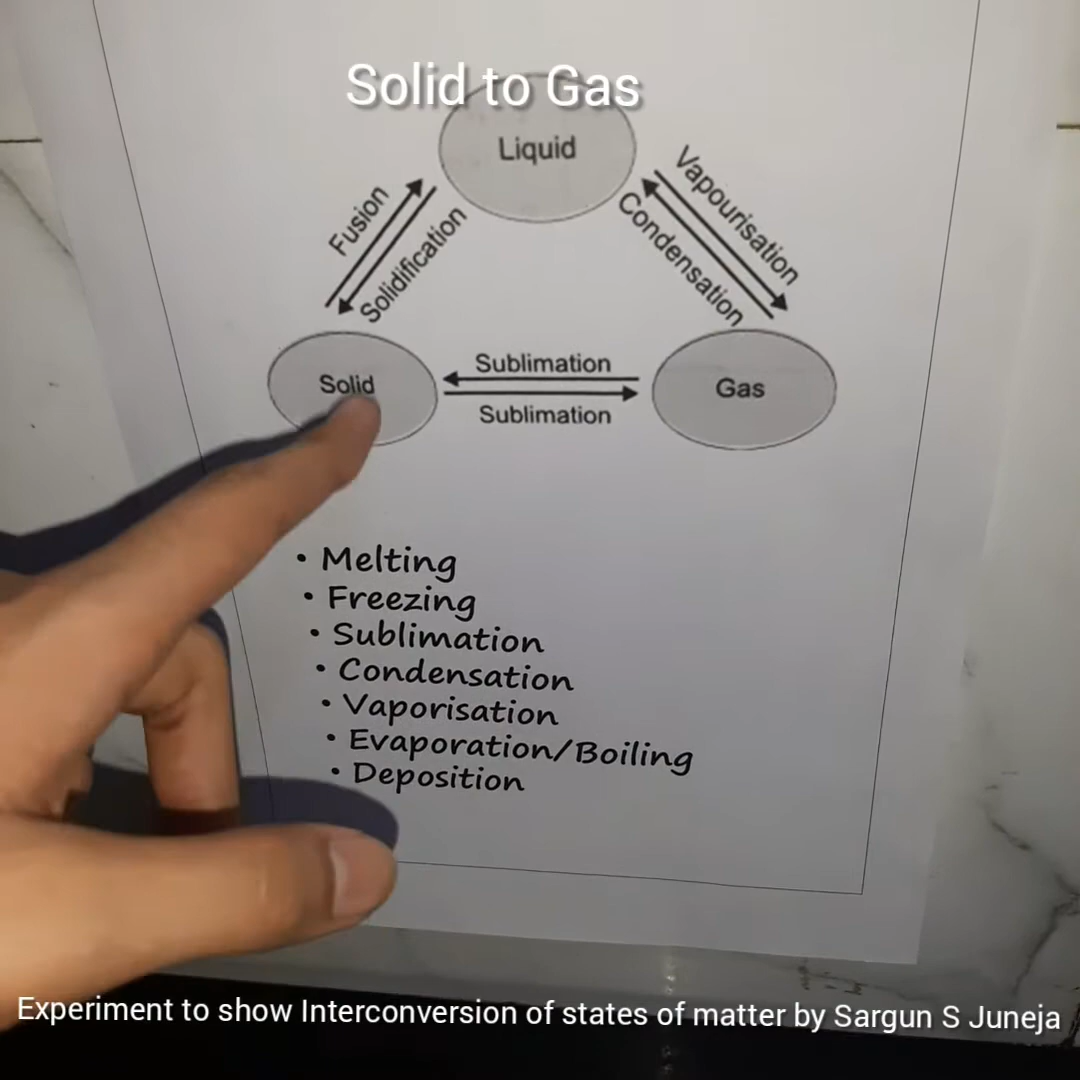 Solid to Gas
Liquid
Fusion
Solidification
Vapourisation
Condensation
Solid
Sublimation
Sublimation
Gas
• Melting
• Freezing
• Sublimation
• Condensation
• Vaporisation
• Evaporation/Boiling
• Deposition
Experiment to show Interconversion of states of matter by Sargun S Juneja